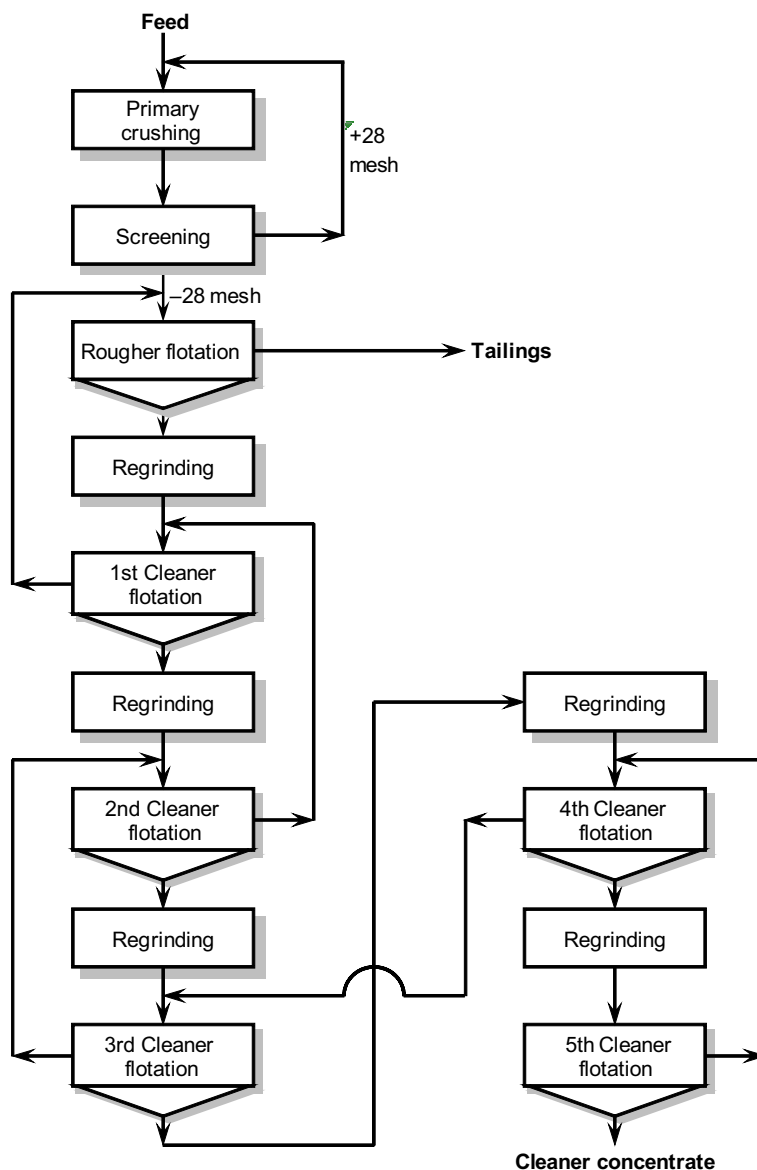 Feed
Primary
crushing
+28
mesh
Screening
–28 mesh
Rougher flotation
Tailings
Regrinding
1st Cleaner
flotation
Regrinding
2nd Cleaner
flotation
Regrinding
3rd Cleaner
flotation
Regrinding
4th Cleaner
flotation
Regrinding
5th Cleaner
flotation
Cleaner concentrate